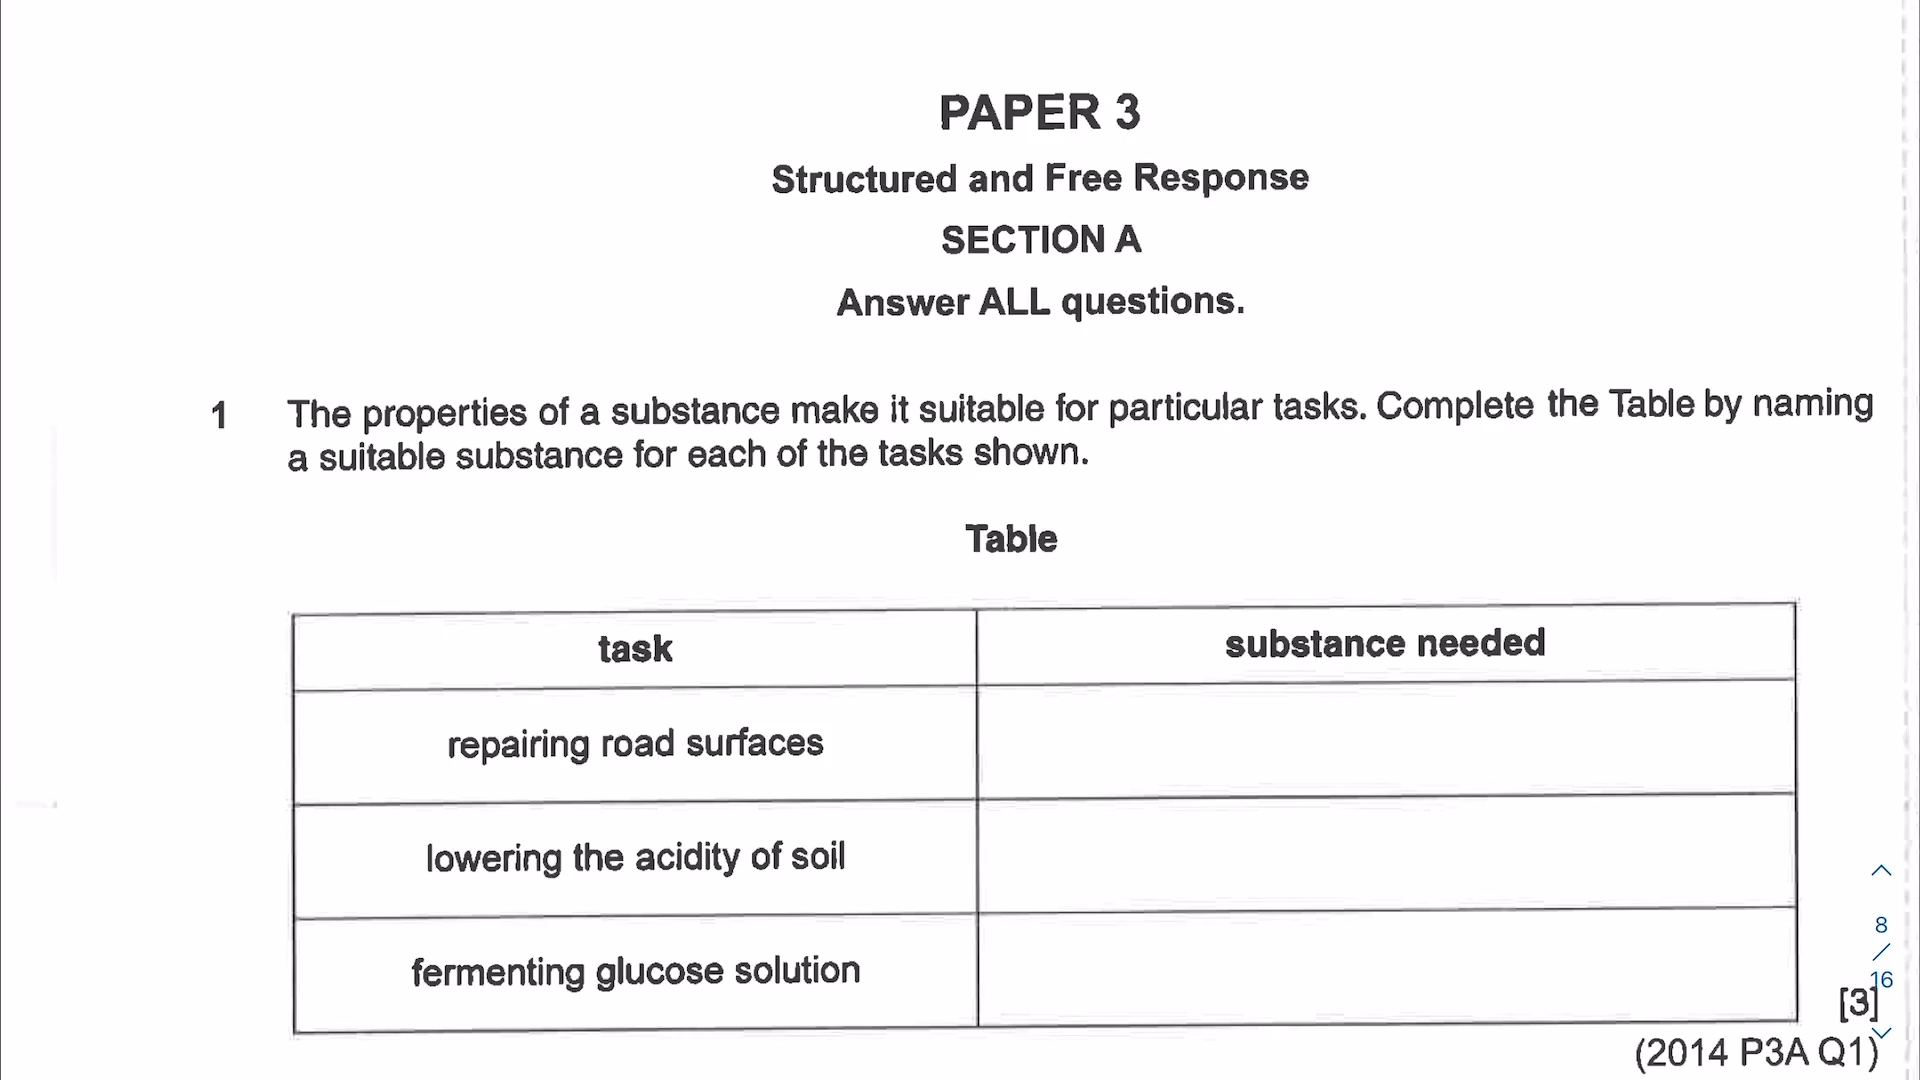 PAPER 3
Structured and Free Response
SECTION A
Answer ALL questions.
1 The properties of a substance make it suitable for particular tasks. Complete the Table by naming
a suitable substance for each of the tasks shown.
Table
task substance needed
repairing road surfaces
lowering the acidity of soil
fermenting glucose solution
8
/
16
[3]
(2014 P3A Q1)